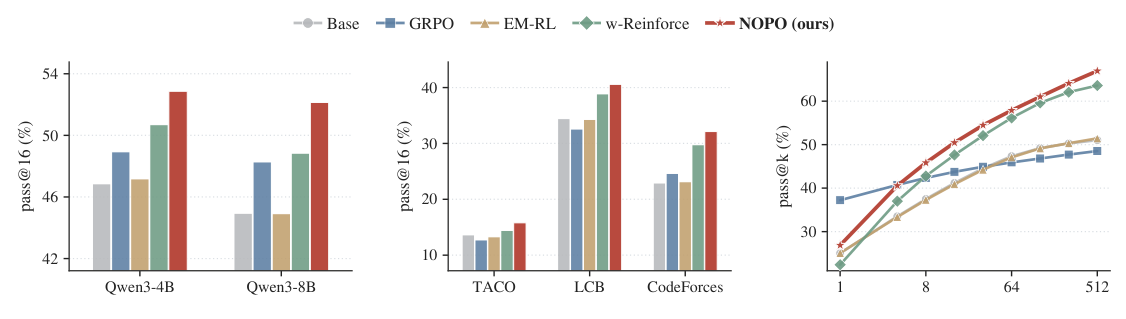 Base GRPO EM-RL w-Reinforce NOPO (ours)
pass@16 (%)
54
50
46
42
Qwen3-4B Qwen3-8B
pass@16 (%)
40
30
20
10
TACO LCB CodeForces
pass@k (%)
60
50
40
30
1 8 64 512